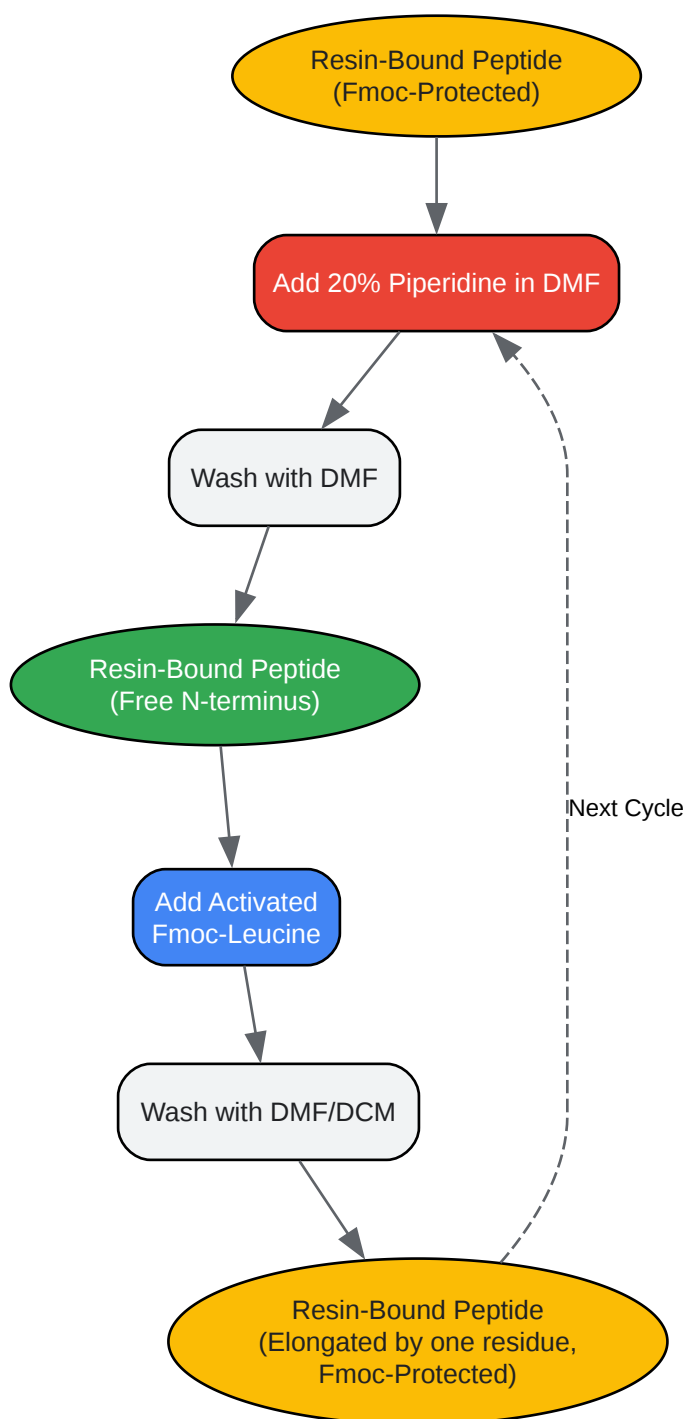 Resin-Bound Peptide
(Fmoc-Protected)
Add 20% Piperidine in DMF
Wash with DMF
Resin-Bound Peptide
(Free N-terminus)
Next Cycle
Add Activated
Fmoc-Leucine
Wash with DMF/DCM
Resin-Bound Peptide
(Elongated by one residue,
Fmoc-Protected)